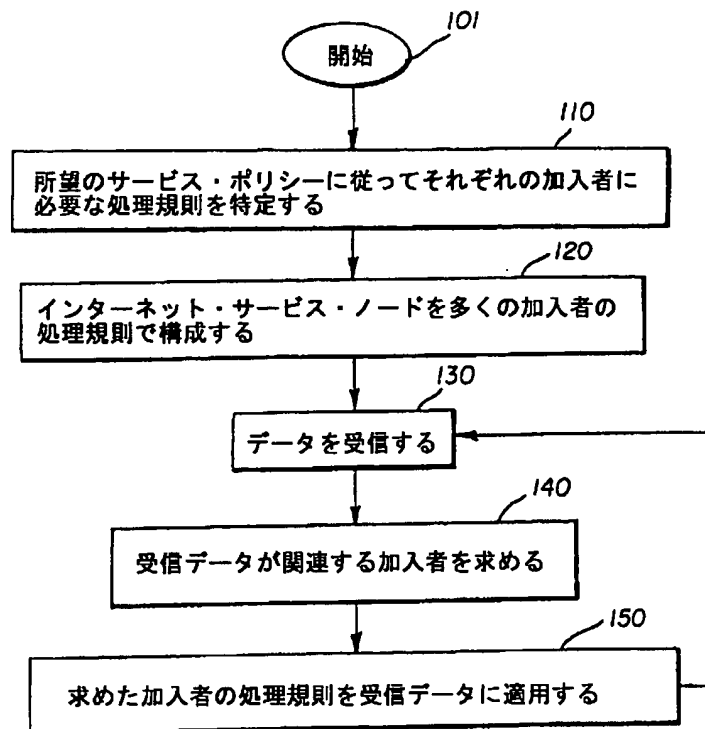 101
開始
110
所望のサービス・ポリシーに従ってそれぞれの加入者に
必要な処理規則を特定する
120
インターネット・サービス・ノードを多くの加入者の
処理規則で構成する
130
データを受信する
140
受信データが関連する加入者を求める
150
求めた加入者の処理規則を受信データに適用する